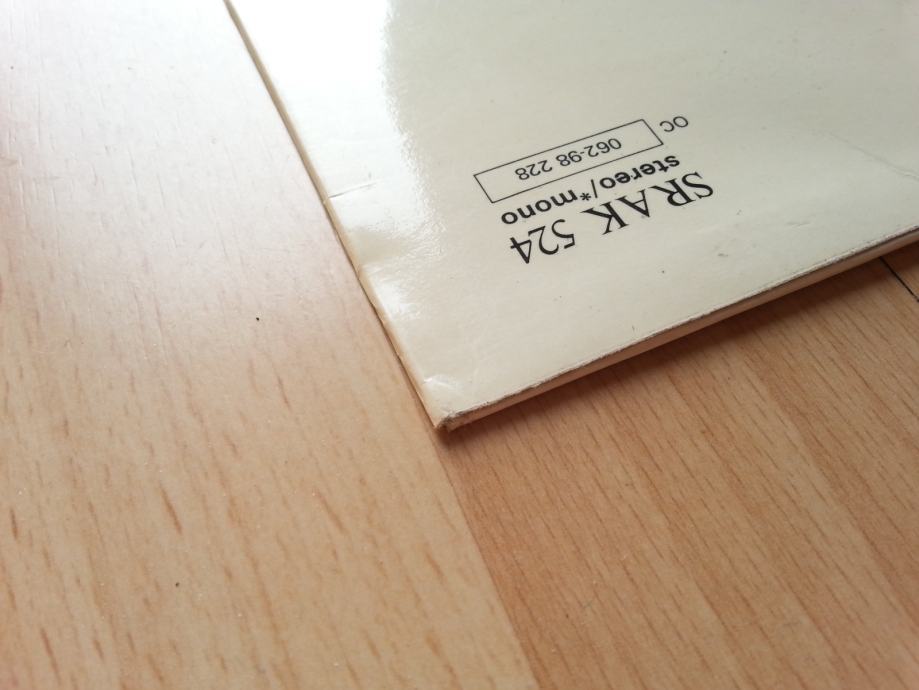 SRAK 524
stereo/*mono
OC 062-98 228